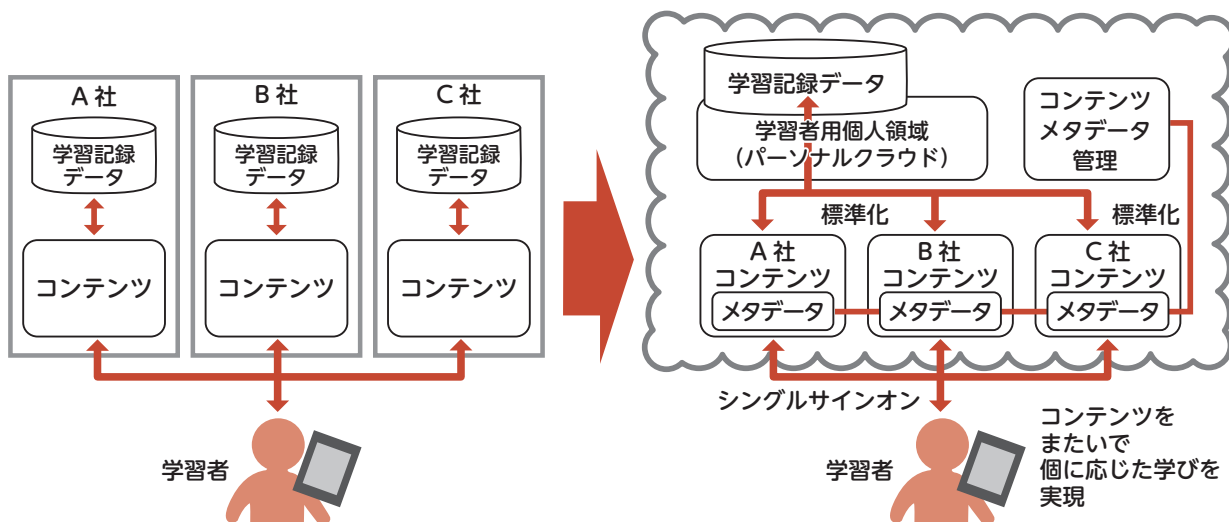 A社
学習記録
データ
コンテンツ
B社
学習記録
データ
コンテンツ
C社
学習記録
データ
コンテンツ
学習者
学習記録データ
学習者用個人領域
（パーソナルクラウド）
コンテンツ
メタデータ
管理
標準化
標準化
A社
コンテンツ
メタデータ
B社
コンテンツ
メタデータ
C社
コンテンツ
メタデータ
シングルサインオン
学習者
コンテンツを
またいで
個に応じた学びを
実現